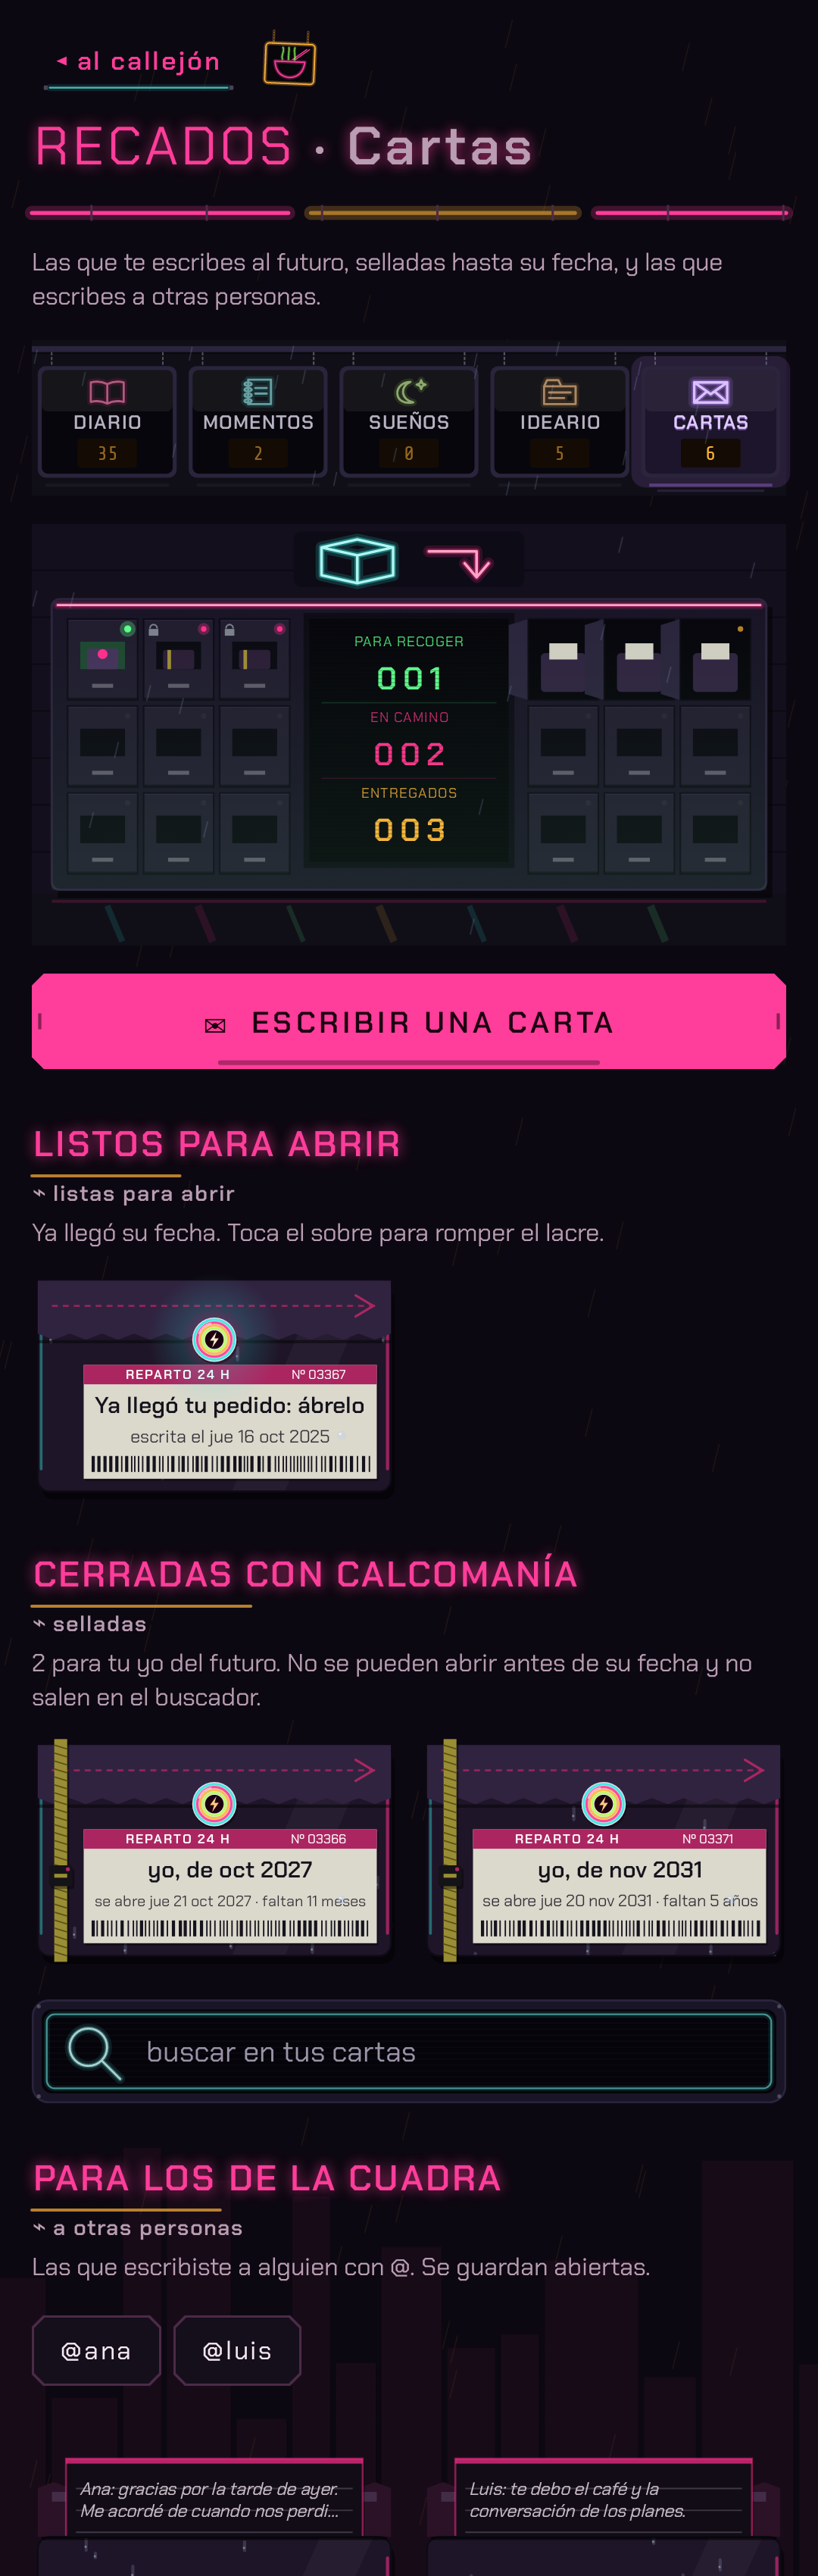 al callejón
RECADOS · Cartas
Las que te escribes al futuro, selladas hasta su fecha, y las que
escribes a otras personas.
DIARIO
35
MOMENTOS
2
SUEÑOS
0
IDEARIO
5
CARTAS
6
PARA RECOGER
001
EN CAMINO
002
ENTREGADOS
003
ESCRIBIR UNA CARTA
LISTOS PARA ABRIR
listas para abrir
Ya llegó su fecha. Toca el sobre para romper el lacre.
REPARTO 24 H Nº 03367
Ya llegó tu pedido: ábrelo
escrita el jue 16 oct 2025
CERRADAS CON CALCOMANÍA
selladas
2 para tu yo del futuro. No se pueden abrir antes de su fecha y no
salen en el buscador.
REPARTO 24 H Nº 03366
yo, de oct 2027
se abre jue 21 oct 2027 · faltan 11 meses
REPARTO 24 H Nº 03371
yo, de nov 2031
se abre jue 20 nov 2031 · faltan 5 años
buscar en tus cartas
PARA LOS DE LA CUADRA
a otras personas
Las que escribiste a alguien con @. Se guardan abiertas.
@ana
@luis
Ana: gracias por la tarde de ayer.
Me acordé de cuando nos perdi...
Luis: te debo el café y la
conversación de los planes.